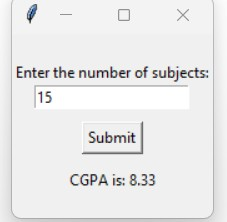 Enter the number of subjects:
15
Submit
CGPA is: 8.33